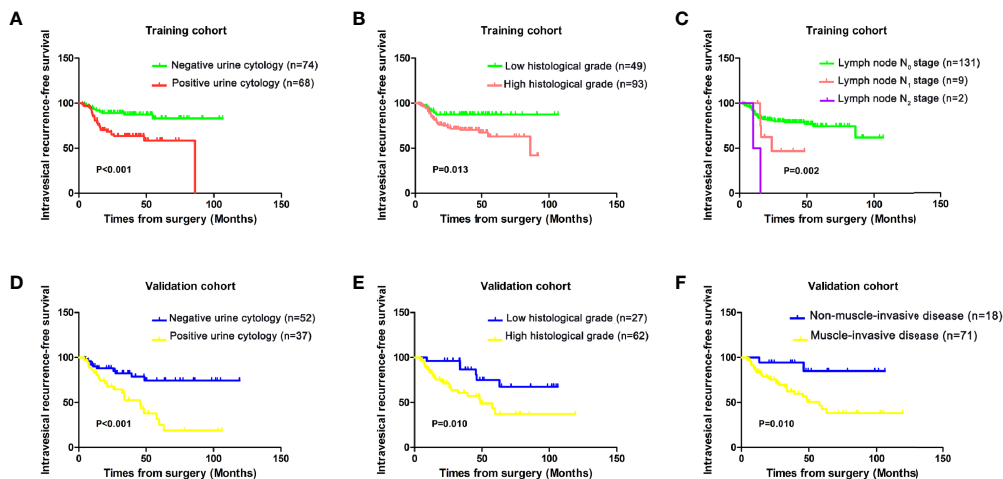 A
Training cohort
Negative urine cytology (n=74)
Positive urine cytology (n=68)
Intravesical recurrence-free survival
150
100
50
0
P<0.001
0
50
100
150
Times from surgery (Months)
B
Training cohort
Low histological grade (n=49)
High histological grade (n=93)
Intravesical recurrence-free survival
150
100
50
0
P=0.013
0
50
100
150
Times from surgery (Months)
C
Training cohort
Lymph node N0 stage (n=131)
Lymph node N1 stage (n=9)
Lymph node N2 stage (n=2)
Intravesical recurrence-free survival
150
100
50
0
P=0.002
0
50
100
150
Times from surgery (Months)
D
Validation cohort
Negative urine cytology (n=52)
Positive urine cytology (n=37)
Intravesical recurrence-free survival
150
100
50
0
P<0.001
0
50
100
150
Times from surgery (Months)
E
Validation cohort
Low histological grade (n=27)
High histological grade (n=62)
Intravesical recurrence-free survival
150
100
50
0
P=0.010
0
50
100
150
Times from surgery (Months)
F
Validation cohort
Non-muscle-invasive disease (n=18)
Muscle-invasive disease (n=71)
Intravesical recurrence-free survival
150
100
50
0
P=0.010
0
50
100
150
Times from surgery (Months)